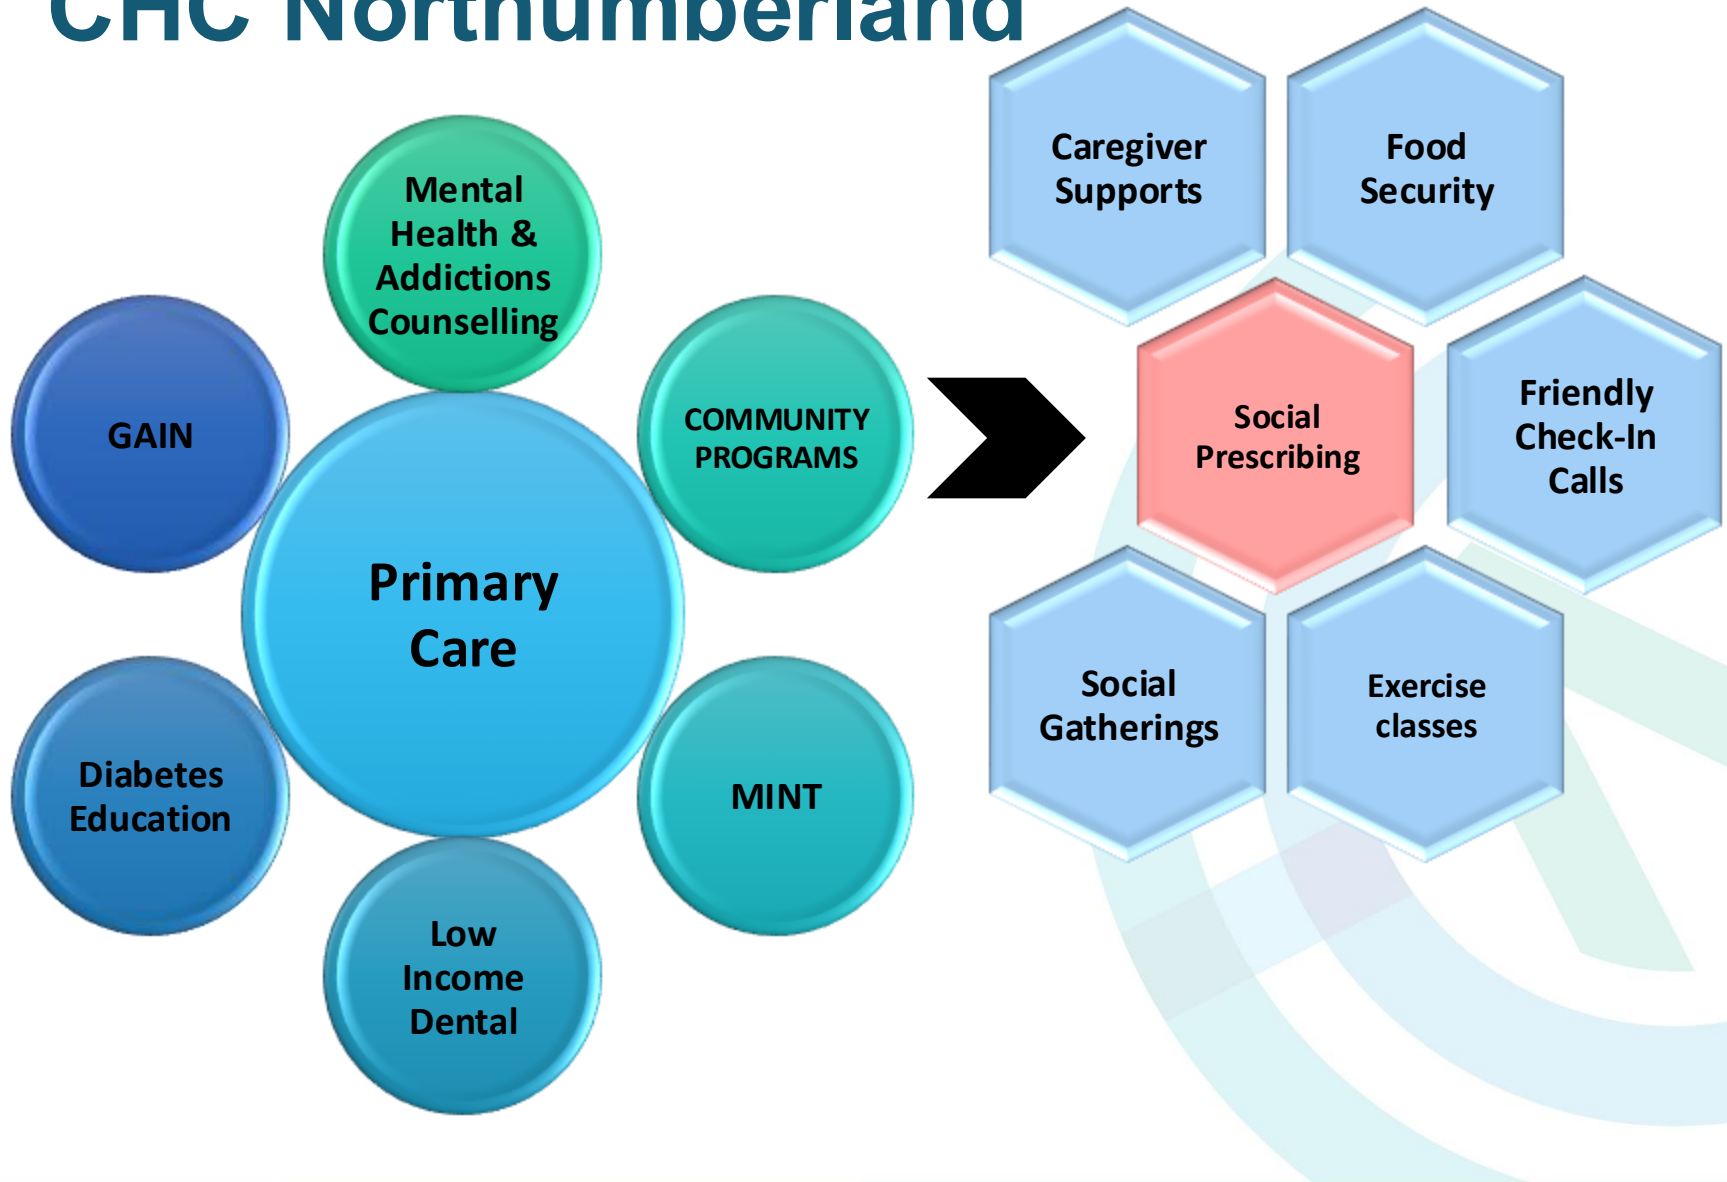 CHC Northumberland
Mental
Health &
Addictions
Counselling
GAIN
COMMUNITY
PROGRAMS
Primary
Care
Diabetes
Education
MINT
Low
Income
Dental
Caregiver
Supports
Food
Security
Social
Prescribing
Friendly
Check-In
Calls
Social
Gatherings
Exercise
classes